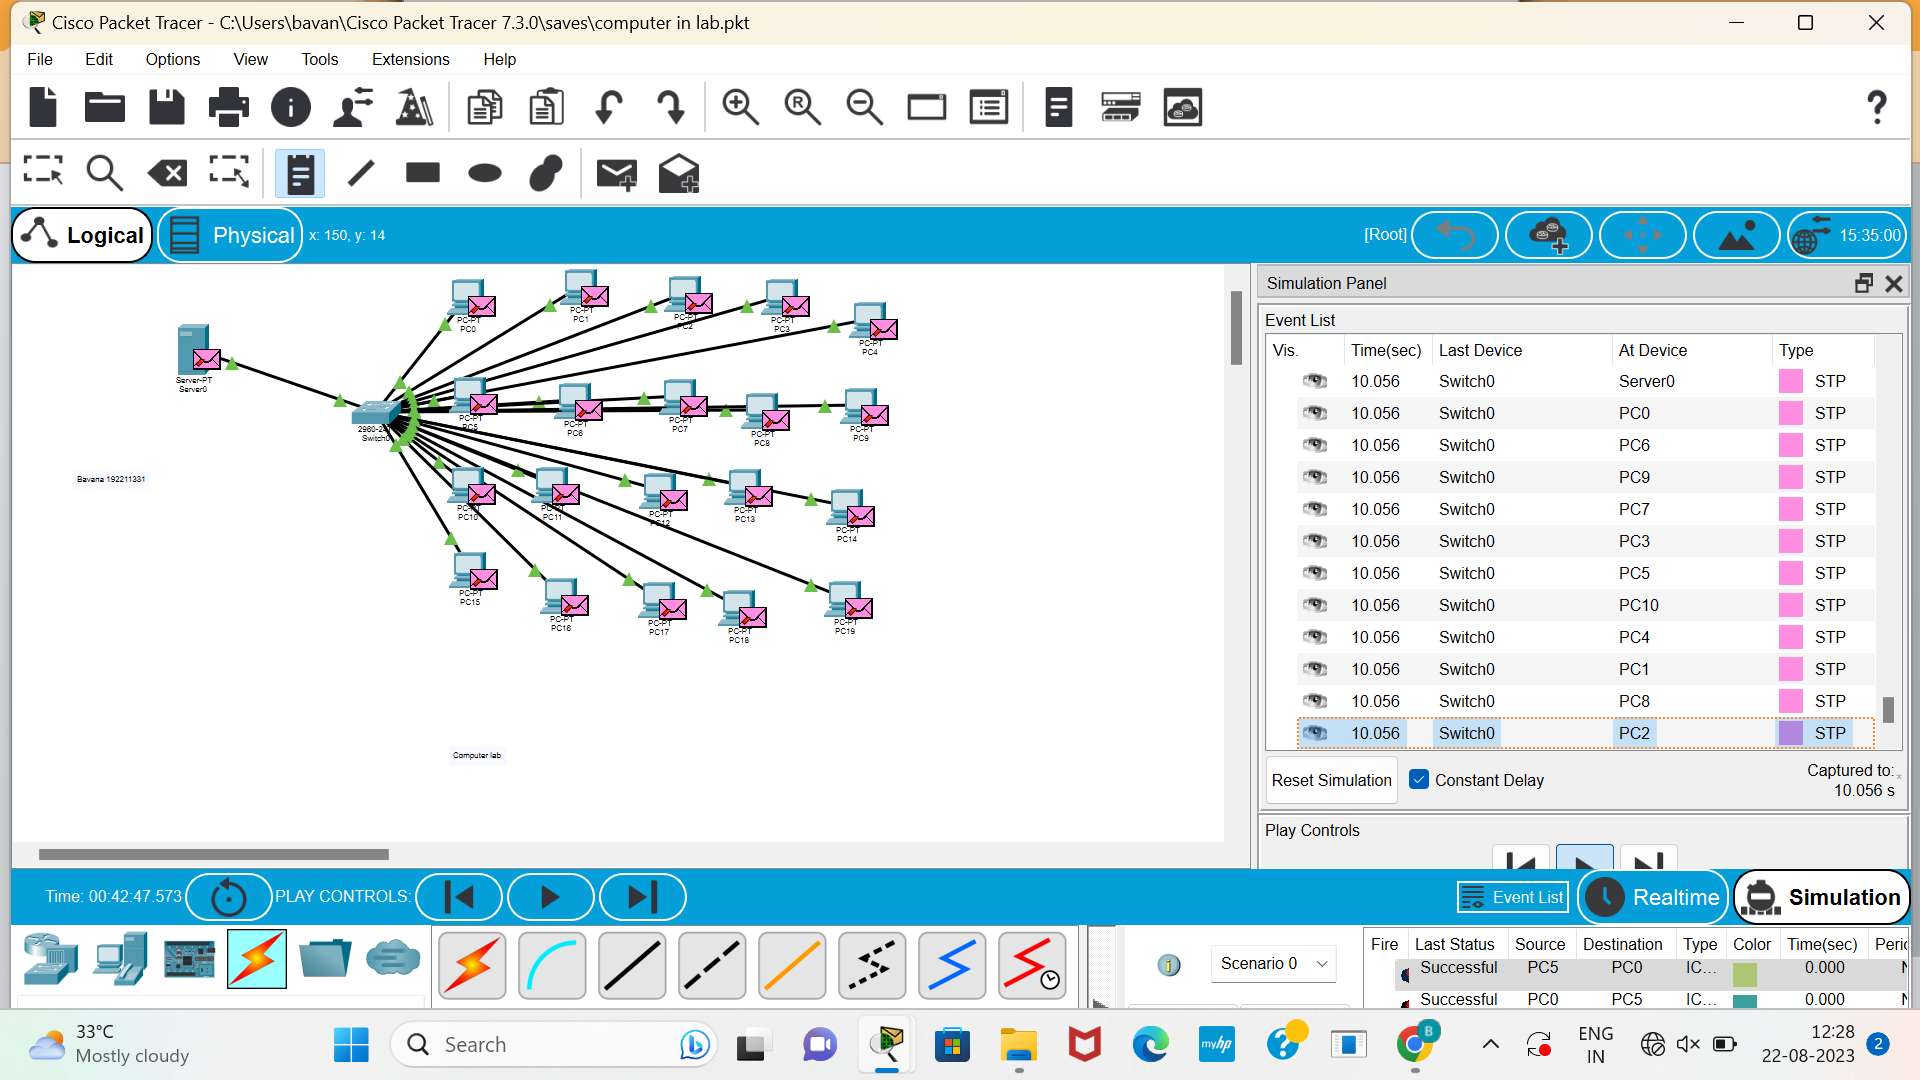 Cisco Packet Tracer - C:\Users\bavan\Cisco Packet Tracer 7.3.0\saves\computer in lab.pkt
File Edit Options View Tools Extensions Help
Logical Physical x: 150, y: 14 [Root] 15:35:00
PC-PT
PC0
PC-PT
PC1
PC-PT
PC2
PC-PT
PC3
PC-PT
PC4
Server-PT
Server0
2960-24
Switch0
PC-PT
PC5
PC-PT
PC6
PC-PT
PC7
PC-PT
PC8
PC-PT
PC9
Bavana 192211331
PC-PT
PC10
PC-PT
PC11
PC-PT
PC12
PC-PT
PC13
PC-PT
PC14
PC-PT
PC15
PC-PT
PC16
PC-PT
PC17
PC-PT
PC18
PC-PT
PC19
Computer lab
Simulation Panel
Event List
Vis. Time(sec) Last Device At Device Type
10.056 Switch0 Server0 STP
10.056 Switch0 PC0 STP
10.056 Switch0 PC6 STP
10.056 Switch0 PC9 STP
10.056 Switch0 PC7 STP
10.056 Switch0 PC3 STP
10.056 Switch0 PC5 STP
10.056 Switch0 PC10 STP
10.056 Switch0 PC4 STP
10.056 Switch0 PC1 STP
10.056 Switch0 PC8 STP
10.056 Switch0 PC2 STP
Reset Simulation Constant Delay Captured to: *
10.056 s
Play Controls
Time: 00:42:47.573 PLAY CONTROLS: Event List Realtime Simulation
Scenario 0
Fire Last Status Source Destination Type Color Time(sec) Peri
Successful PC5 PC0 IC... 0.000 N
Successful PC0 PC5 IC... 0.000 N
33°C
Mostly cloudy
Search
myhp
B
ENG
IN
12:28
22-08-2023
2